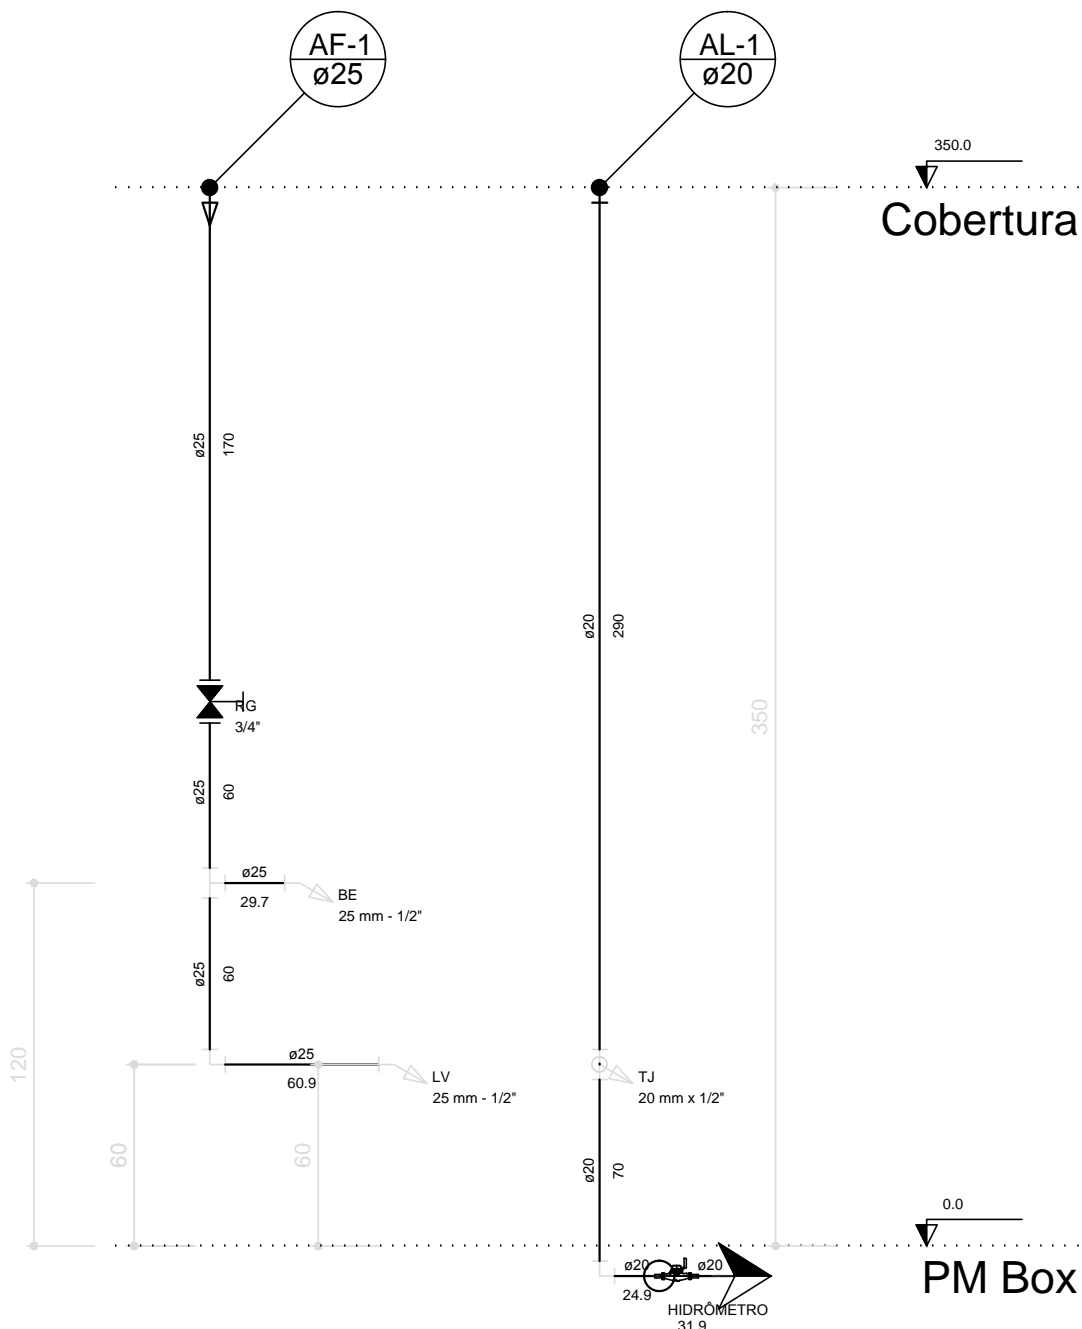 AF-1
ø25
AL-1
ø20
350.0
Cobertura
ø25
170
ø20
290
350
RG
3/4"
ø25
60
ø25
29.7
BE
25 mm - 1/2"
ø25
60
120
ø25
60.9
LV
25 mm - 1/2"
TJ
20 mm x 1/2"
60
60
ø20
70
0.0
PM Box
ø20
ø20
24.9
HIDRÔMETRO
31.9